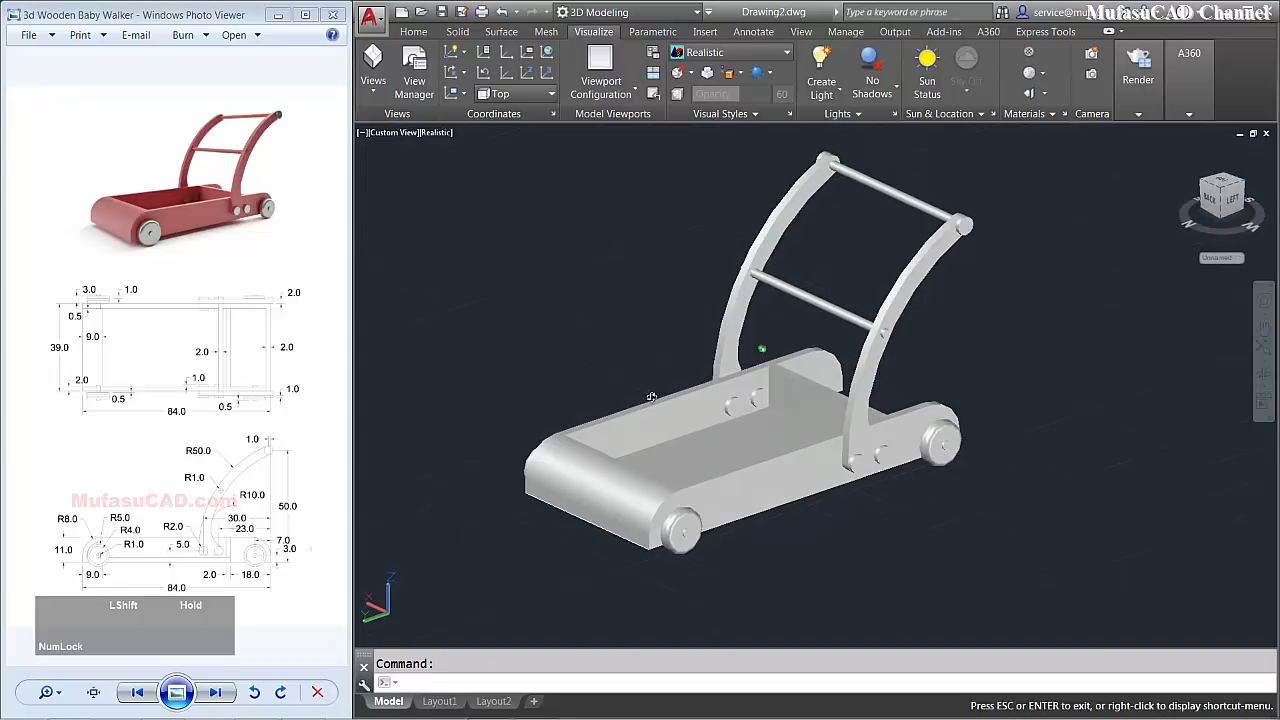 3d Wooden Baby Walker - Windows Photo Viewer
File
Print
E-mail
Burn
Open
3.0
1.0
2.0
0.5
9.0
39.0
2.0
2.0
2.0
1.0
1.0
0.5
0.5
84.0
1.0
R50.0
R1.0
R10.0
50.0
MufasuCAD.com
R8.0
R5.0
R4.0
R2.0
30.0
23.0
R1.0
5.0
7.0
3.0
11.0
9.0
2.0
18.0
84.0
LShift
Hold
NumLock
3D Modeling
Drawing2.dwg
Type a keyword or phrase
MufasuCAD Channel
Home
Solid
Surface
Mesh
Visualize
Parametric
Insert
Annotate
View
Manage
Output
Add-ins
A360
Express Tools
Views
View Manager
Top
Viewport Configuration
Realistic
Opacity
60
Create Light
No Shadows
Sun Status
Sky Off
Render
A360
Views
Coordinates
Model Viewports
Visual Styles
Lights
Sun & Location
Materials
Camera
[–][Custom View][Realistic]
BACK
LEFT
N
Unnamed
Z
X
Y
Command:
Model
Layout1
Layout2
Press ESC or ENTER to exit, or right-click to display shortcut-menu.